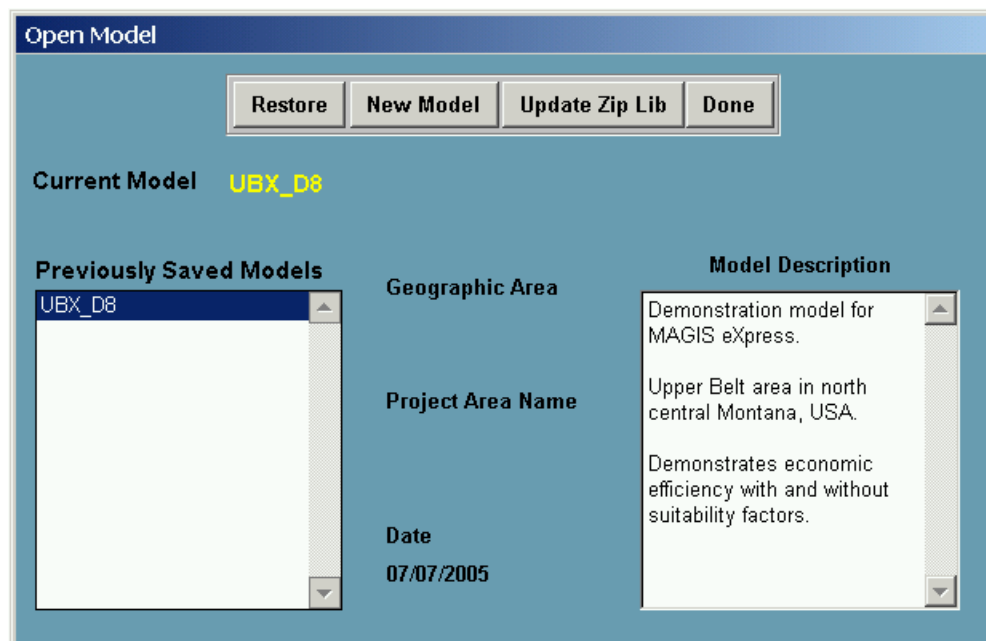 Open Model
Restore New Model Update Zip Lib Done
Current Model UBX_D8
Previously Saved Models
UBX_D8
Geographic Area
Project Area Name
Date
07/07/2005
Model Description
Demonstration model for
MAGIS eXpress.
Upper Belt area in north
central Montana, USA.
Demonstrates economic
efficiency with and without
suitability factors.